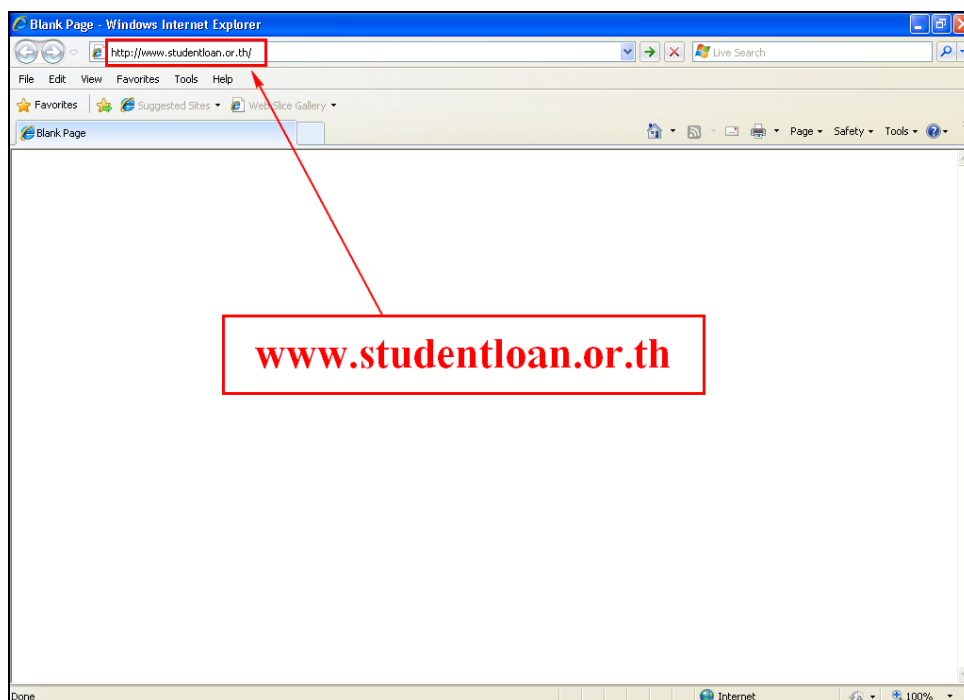 Blank Page - Windows Internet Explorer
http://www.studentloan.or.th/
Live Search
File Edit View Favorites Tools Help
Favorites Suggested Sites Web Slice Gallery
Blank Page
Page Safety Tools
www.studentloan.or.th
Done
Internet
100%